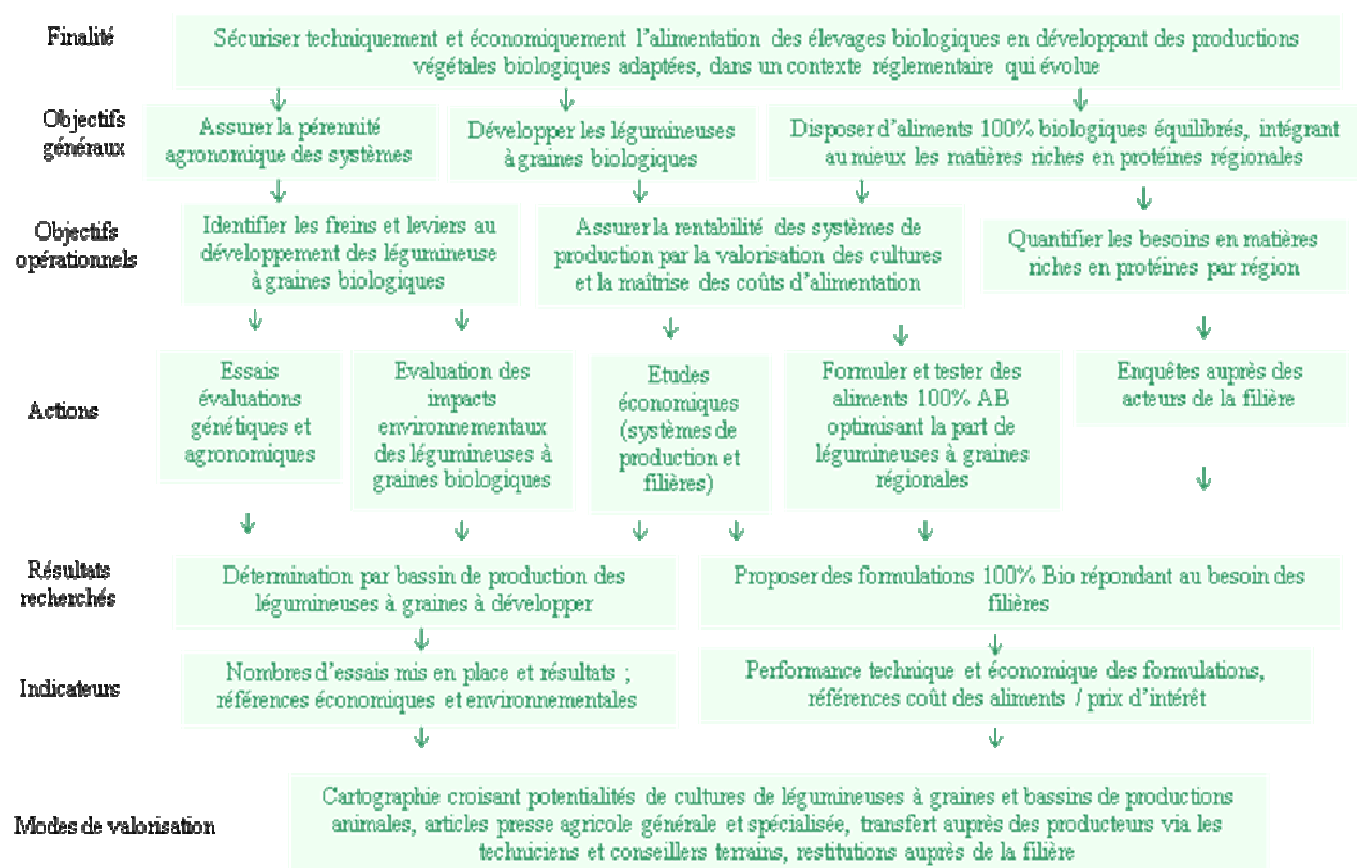 Finalité
Sécuriser techniquement et économiquement l'alimentation des élevages biologiques en développant des productions
végétales biologiques adaptées, dans un contexte réglementaire qui évolue
Objectifs
généraux
Assurer la pérennité
agronomique des systèmes
Développer les légumineuses
à graines biologiques
Disposer d'aliments 100% biologiques équilibrés, intégrant
au mieux les matières riches en protéines régionales
Objectifs
opérationnels
Identifier les freins et leviers au
développement des légumineuse
à graines biologiques
Assurer la rentabilité des systèmes de
production par la valorisation des cultures
et la maîtrise des coûts d'alimentation
Quantifier les besoins en matières
riches en protéines par région
Actions
Essais
évaluations
génétiques et
agronomiques
Evaluation des
impacts
environnementaux
des légumineuses à
graines biologiques
Etudes
économiques
(systèmes de
production et
filières)
Formuler et tester des
aliments 100% AB
optimisant la part de
légumineuses à graines
régionales
Enquêtes auprès des
acteurs de la filière
Résultats
recherchés
Détermination par bassin de production des
légumineuses à graines à développer
Proposer des formulations 100% Bio répondant au besoin des
filières
Indicateurs
Nombres d'essais mis en place et résultats ;
références économiques et environnementales
Performance technique et économique des formulations,
références coût des aliments / prix d'intérêt
Modes de valorisation
Cartographie croisant potentialités de cultures de légumineuses à graines et bassins de productions
animales, articles presse agricole générale et spécialisée, transfert auprès des producteurs via les
techniciens et conseillers terrains, restitutions auprès de la filière